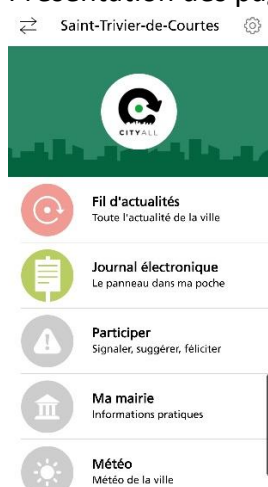 Présentation des pag
Saint-Trivier-de-Courtes
CITYALL
Fil d'actualités
Toute l'actualité de la ville
Journal électronique
Le panneau dans ma poche
Participer
Signaler, suggérer, féliciter
Ma mairie
Informations pratiques
Météo
Météo de la ville